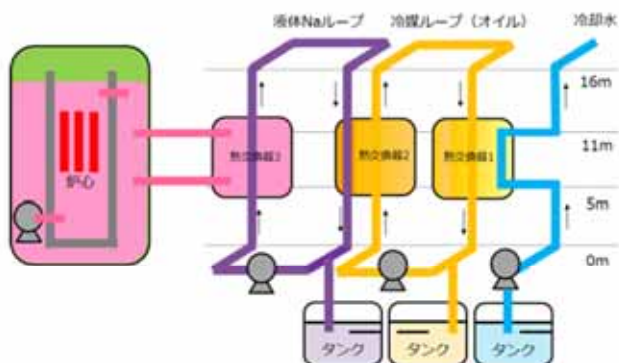 液体Naループ 冷媒ループ（オイル） 冷却水
16m
熱交換器3 熱交換器2 熱交換器1
11m
炉心
5m
0m
タンク タンク タンク